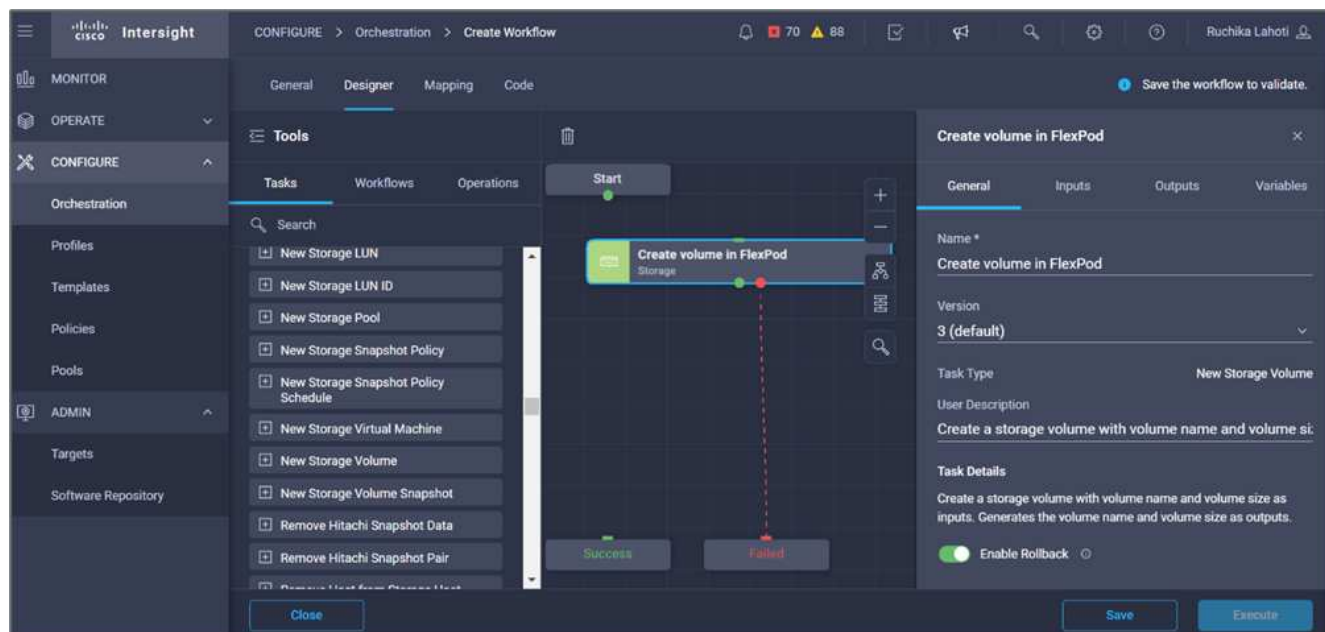 cisco Intersight
CONFIGURE > Orchestration > Create Workflow
70 88
Ruchika Lahoti
MONITOR
OPERATE
CONFIGURE
Orchestration
Profiles
Templates
Policies
Pools
ADMIN
Targets
Software Repository
General Designer Mapping Code
Save the workflow to validate.
Tools
Tasks Workflows Operations
Search
New Storage LUN
New Storage LUN ID
New Storage Pool
New Storage Snapshot Policy
New Storage Snapshot Policy
Schedule
New Storage Virtual Machine
New Storage Volume
New Storage Volume Snapshot
Remove Hitachi Snapshot Data
Remove Hitachi Snapshot Pair
Start
Create volume in FlexPod
Storage
Success
Failed
Create volume in FlexPod
General Inputs Outputs Variables
Name *
Create volume in FlexPod
Version
3 (default)
Task Type New Storage Volume
User Description
Create a storage volume with volume name and volume si
Task Details
Create a storage volume with volume name and volume size as
inputs. Generates the volume name and volume size as outputs.
Enable Rollback
Close
Save
Execute